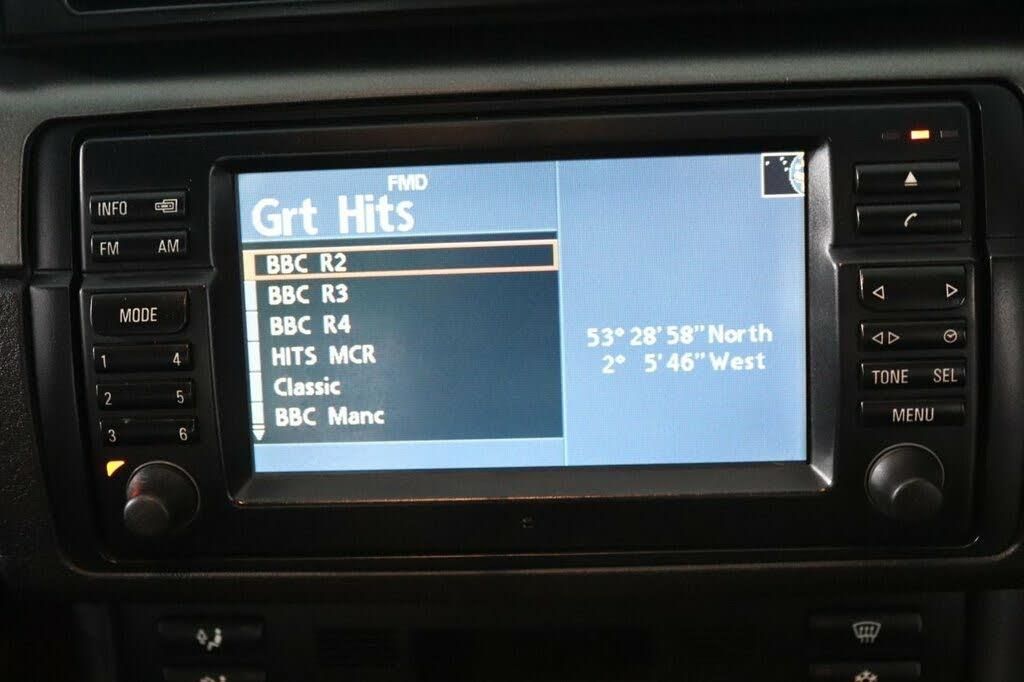 FMD
Grt Hits
BBC R2
BBC R3
BBC R4
HITS MCR
Classic
BBC Manc
53° 28' 58" North
2° 5' 46" West
INFO
FM AM
MODE
1 4
2 5
3 6
TONE SEL
MENU